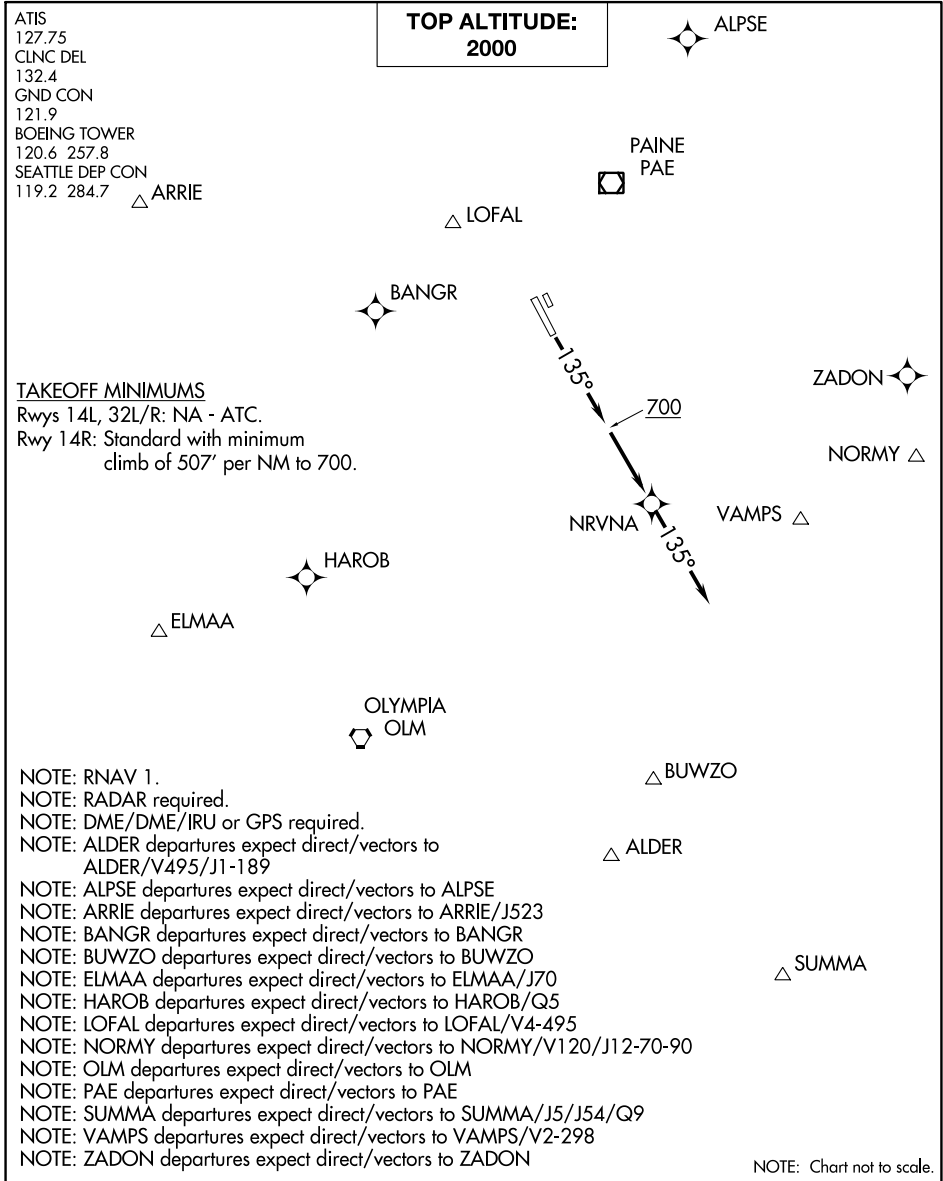 ATIS
127.75
CLNC DEL
132.4
GND CON
121.9
BOEING TOWER
120.6 257.8
SEATTLE DEP CON
119.2 284.7
TOP ALTITUDE:
2000
ALPSE
PAINE
PAE
ARRIE
LOFAL
BANGR
135°
ZADON
700
TAKEOFF MINIMUMS
Rwys 14L, 32L/R: NA - ATC.
Rwy 14R: Standard with minimum
climb of 507' per NM to 700.
NORMY
NRVNA
VAMPS
135°
HAROB
ELMAA
OLYMPIA
OLM
BUWZO
ALDER
SUMMA
NOTE: RNAV 1.
NOTE: RADAR required.
NOTE: DME/DME/IRU or GPS required.
NOTE: ALDER departures expect direct/vectors to
ALDER/V495/J1-189
NOTE: ALPSE departures expect direct/vectors to ALPSE
NOTE: ARRIE departures expect direct/vectors to ARRIE/J523
NOTE: BANGR departures expect direct/vectors to BANGR
NOTE: BUWZO departures expect direct/vectors to BUWZO
NOTE: ELMAA departures expect direct/vectors to ELMAA/J70
NOTE: HAROB departures expect direct/vectors to HAROB/Q5
NOTE: LOFAL departures expect direct/vectors to LOFAL/V4-495
NOTE: NORMY departures expect direct/vectors to NORMY/V120/J12-70-90
NOTE: OLM departures expect direct/vectors to OLM
NOTE: PAE departures expect direct/vectors to PAE
NOTE: SUMMA departures expect direct/vectors to SUMMA/J5/J54/Q9
NOTE: VAMPS departures expect direct/vectors to VAMPS/V2-298
NOTE: ZADON departures expect direct/vectors to ZADON
NOTE: Chart not to scale.